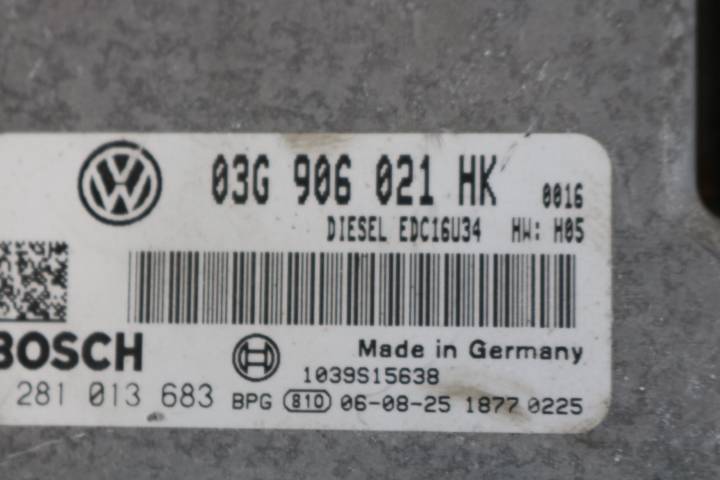 03G 906 021 HK 0016
DIESEL EDC16U34 HW: H05
BOSCH
Made in Germany
1039S15638
281 013 683 BPG 810 06-08-25 1877 0225